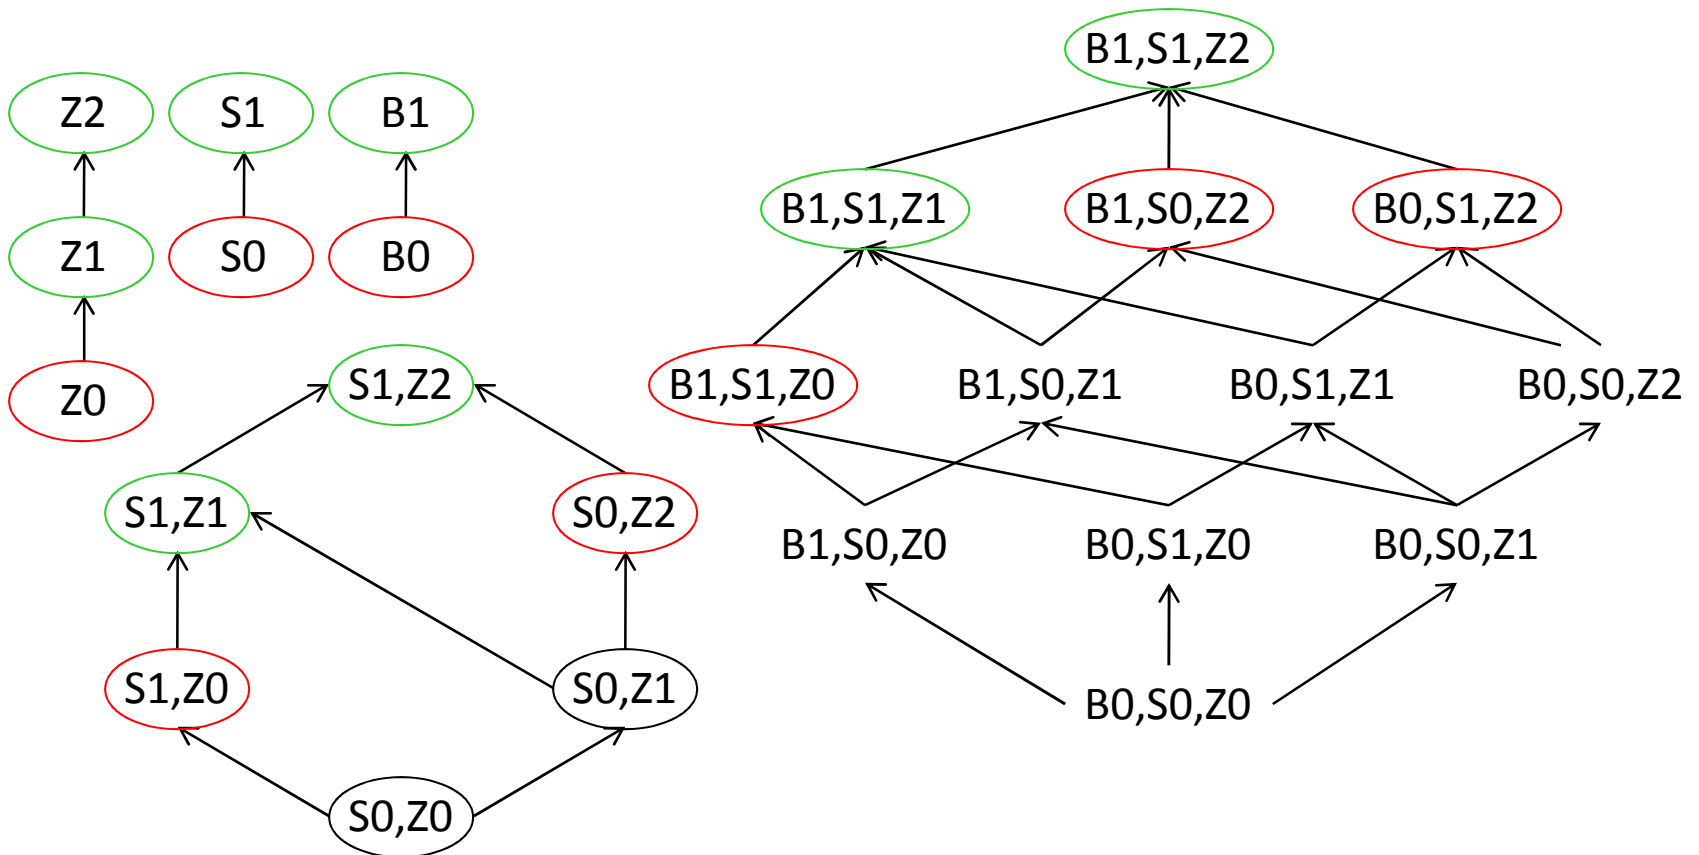 Z2 S1 B1
Z1 S0 B0
Z0
S1,Z2
S1,Z1 S0,Z2
S1,Z0 S0,Z1
S0,Z0
B1,S1,Z2
B1,S1,Z1 B1,S0,Z2 B0,S1,Z2
B1,S1,Z0 B1,S0,Z1 B0,S1,Z1 B0,S0,Z2
B1,S0,Z0 B0,S1,Z0 B0,S0,Z1
B0,S0,Z0